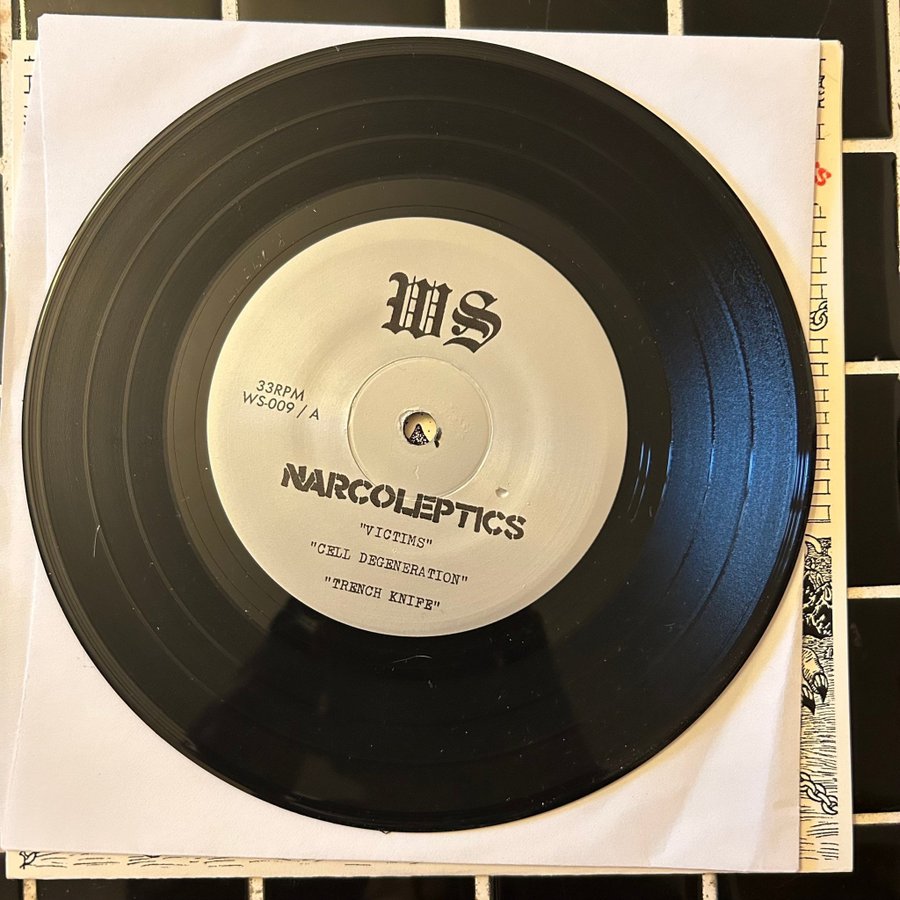 WS
33RPM
WS-009 / A
NARCOLEPTICS
"VICTIMS"
"CELL DEGENERATION"
"TRENCH KNIFE"